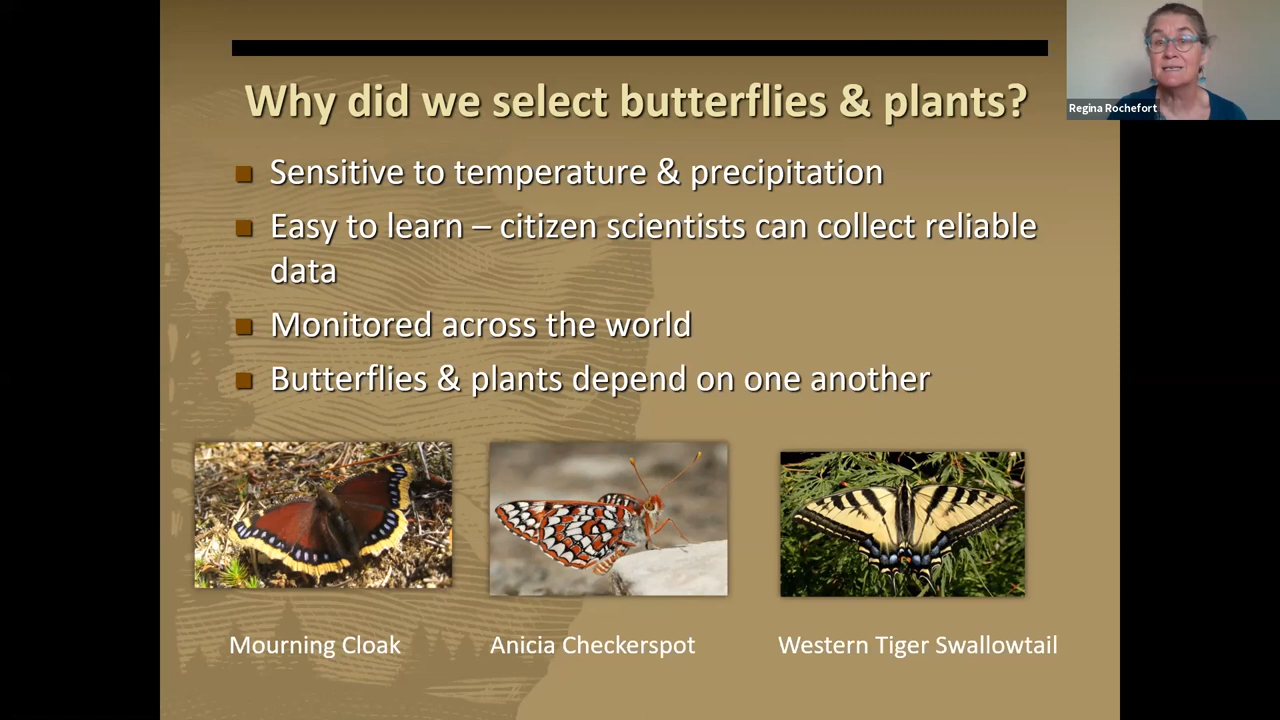 Why did we select butterflies & plants?
Regina Rochefort
Sensitive to temperature & precipitation
Easy to learn – citizen scientists can collect reliable
data
Monitored across the world
Butterflies & plants depend on one another
Mourning Cloak
Anicia Checkerspot
Western Tiger Swallowtail